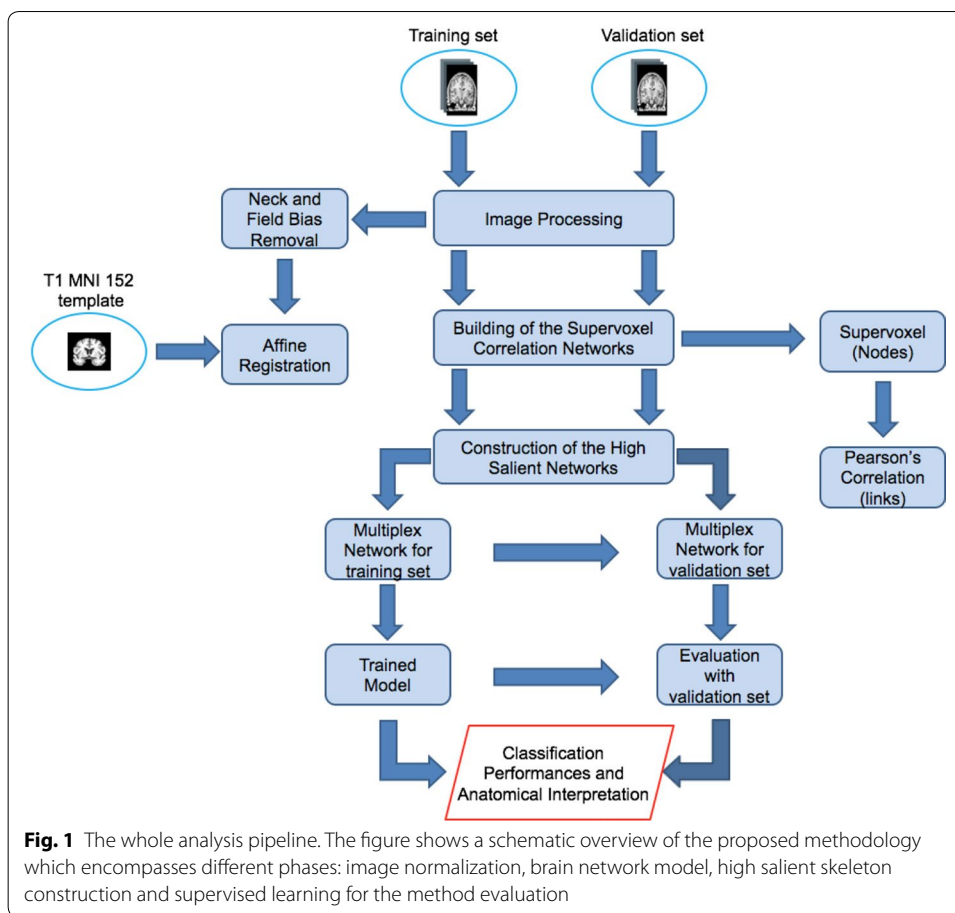 Training set
Validation set
Neck and
Field Bias
Removal
Image Processing
T1 MNI 152
template
Affine
Registration
Building of the Supervoxel
Correlation Networks
Supervoxel
(Nodes)
Construction of the High
Salient Networks
Pearson's
Correlation
(links)
Multiplex
Network for
training set
Multiplex
Network for
validation set
Trained
Model
Evaluation
with
validation set
Classification
Performances and
Anatomical Interpretation
Fig. 1 The whole analysis pipeline. The figure shows a schematic overview of the proposed methodology
which encompasses different phases: image normalization, brain network model, high salient skeleton
construction and supervised learning for the method evaluation